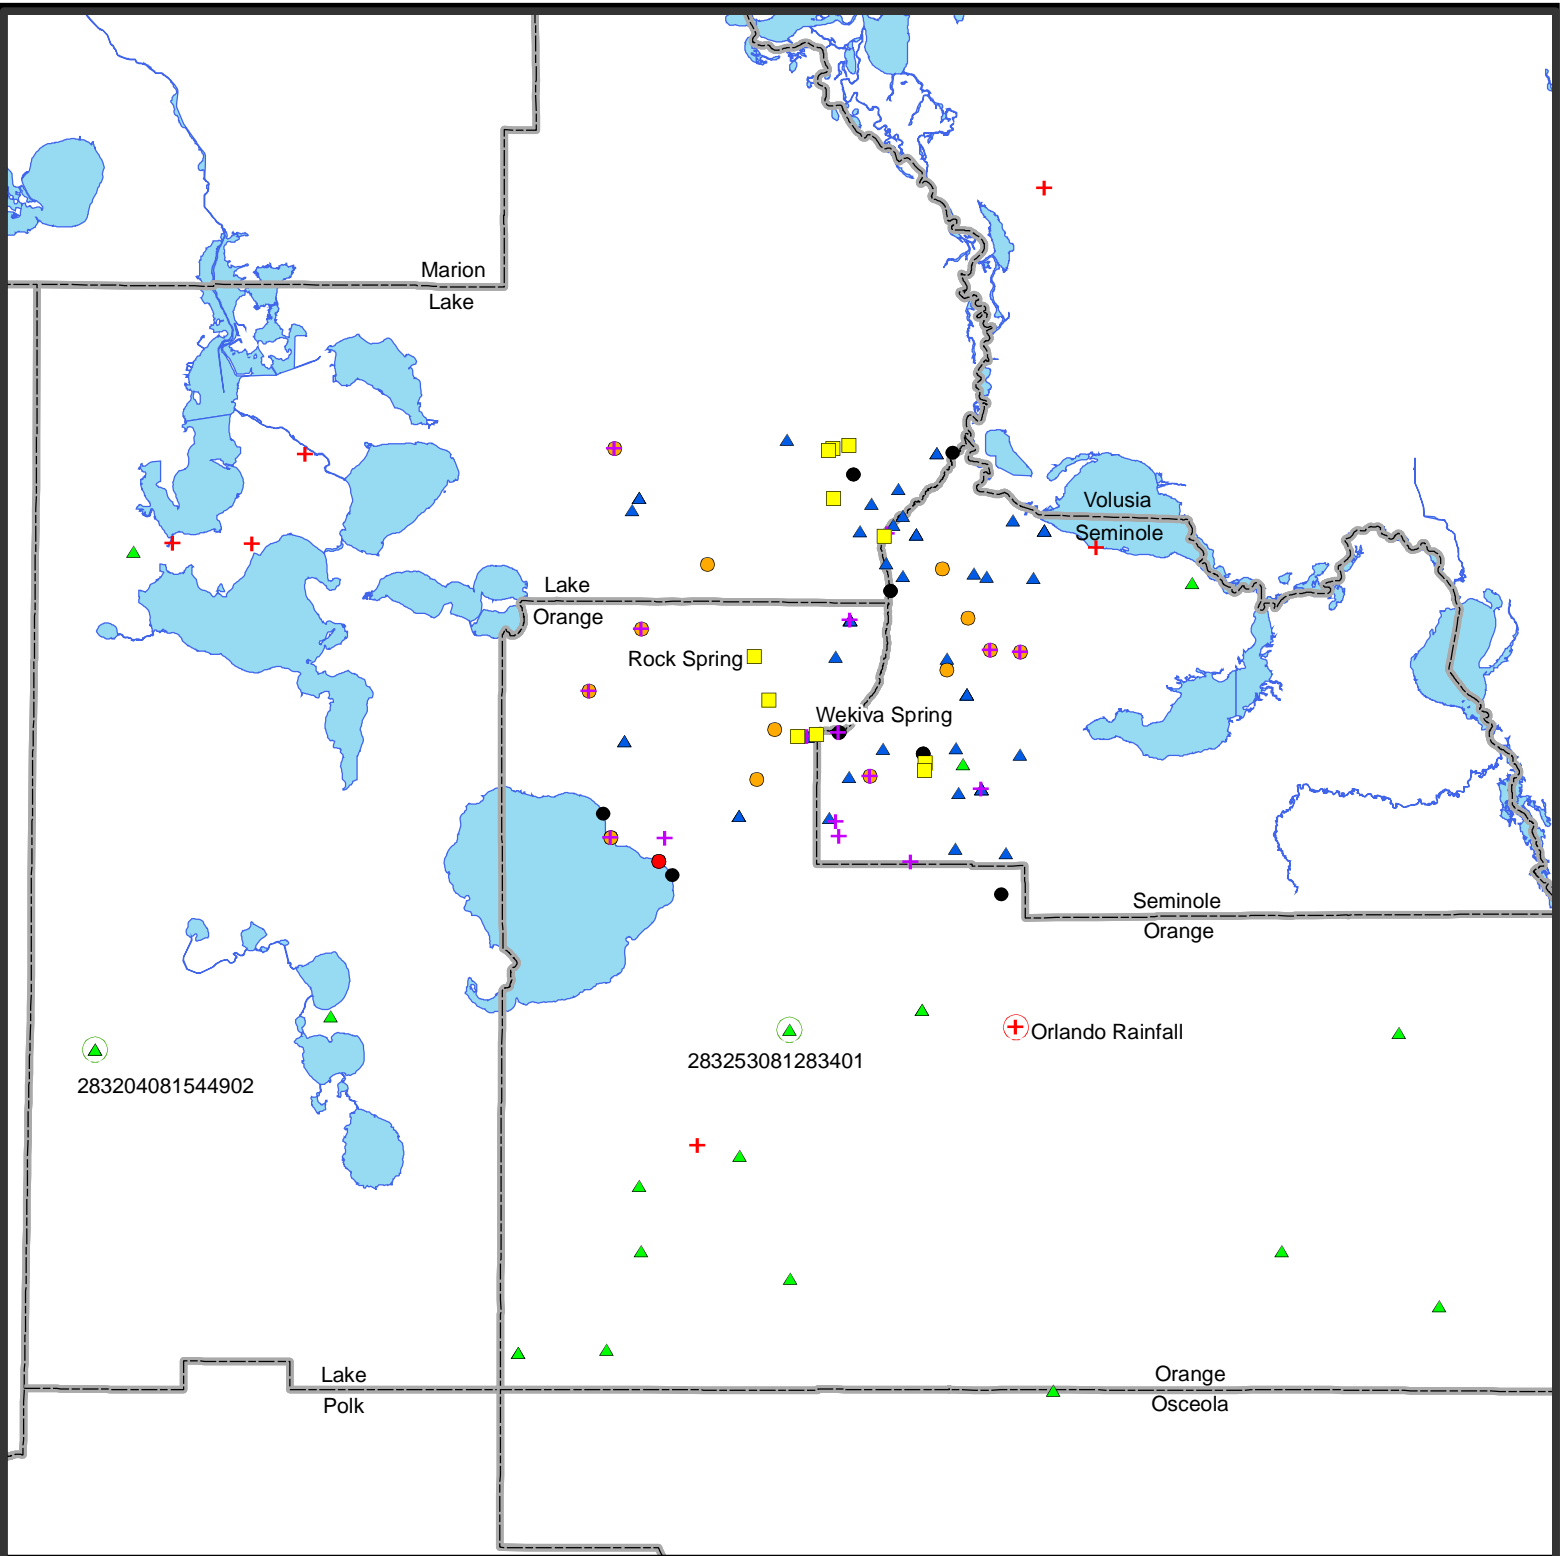 Marion
Lake
Volusia
Seminole
Lake
Orange
Rock Spring
Wekiva Spring
Seminole
Orange
Orlando Rainfall
283253081283401
283204081544902
Lake
Polk
Orange
Osceola